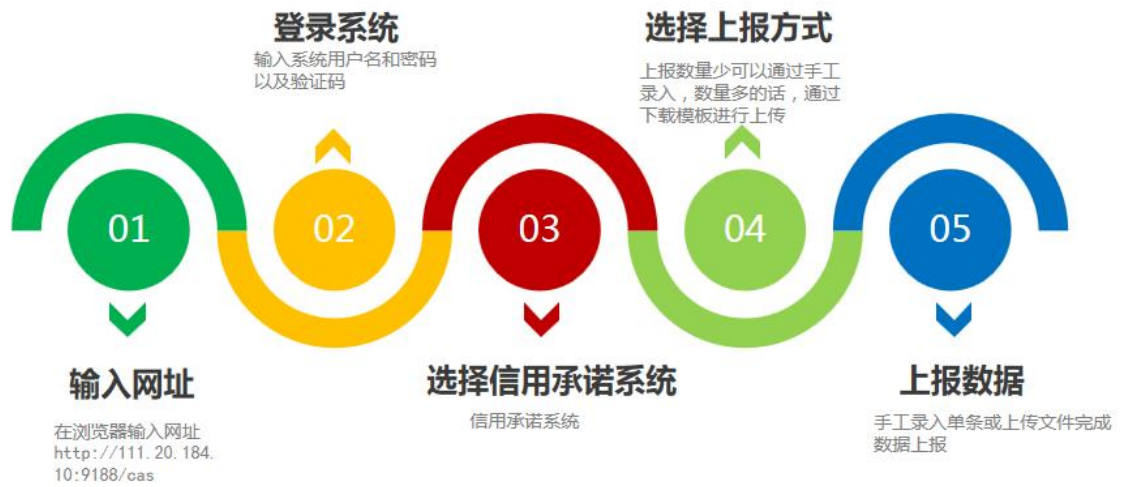 01
输入网址
在浏览器输入网址
http://111.20.184.
10:9188/cas
登录系统
输入系统用户名和密码
以及验证码
02
03
选择信用承诺系统
信用承诺系统
选择上报方式
上报数量少可以通过手工
录入，数量多的话，通过
下载模板进行上传
04
05
上报数据
手工录入单条或上传文件完成
数据上报